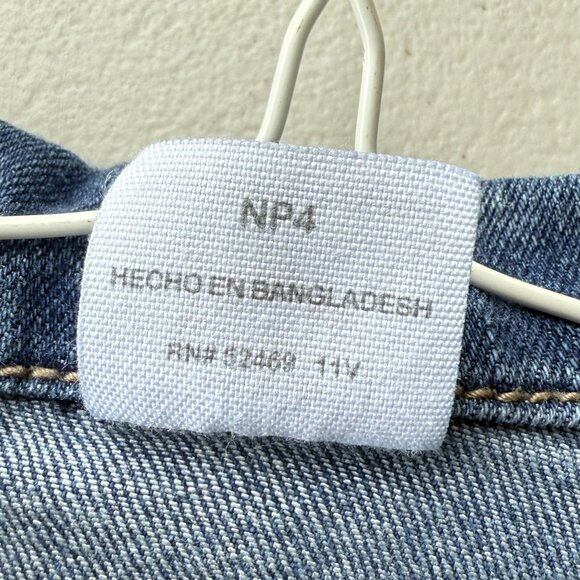 NP4
HECHO EN BANGLADESH
RN# 52469 11V